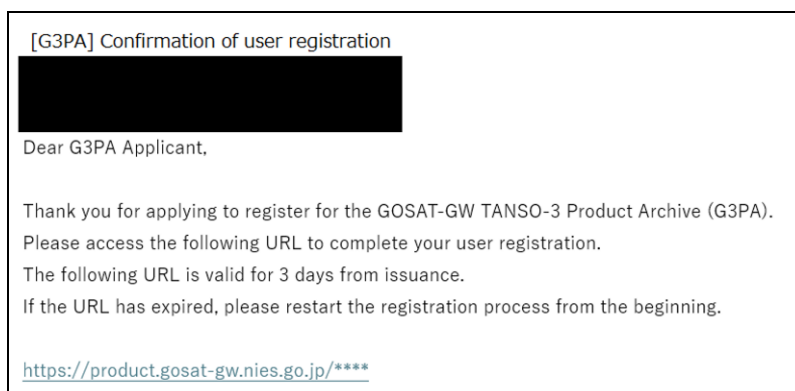 [G3PA] Confirmation of user registration
Dear G3PA Applicant,
Thank you for applying to register for the GOSAT-GW TANSO-3 Product Archive (G3PA).
Please access the following URL to complete your user registration.
The following URL is valid for 3 days from issuance.
If the URL has expired, please restart the registration process from the beginning.
https://product.gosat-gw.nies.go.jp/****